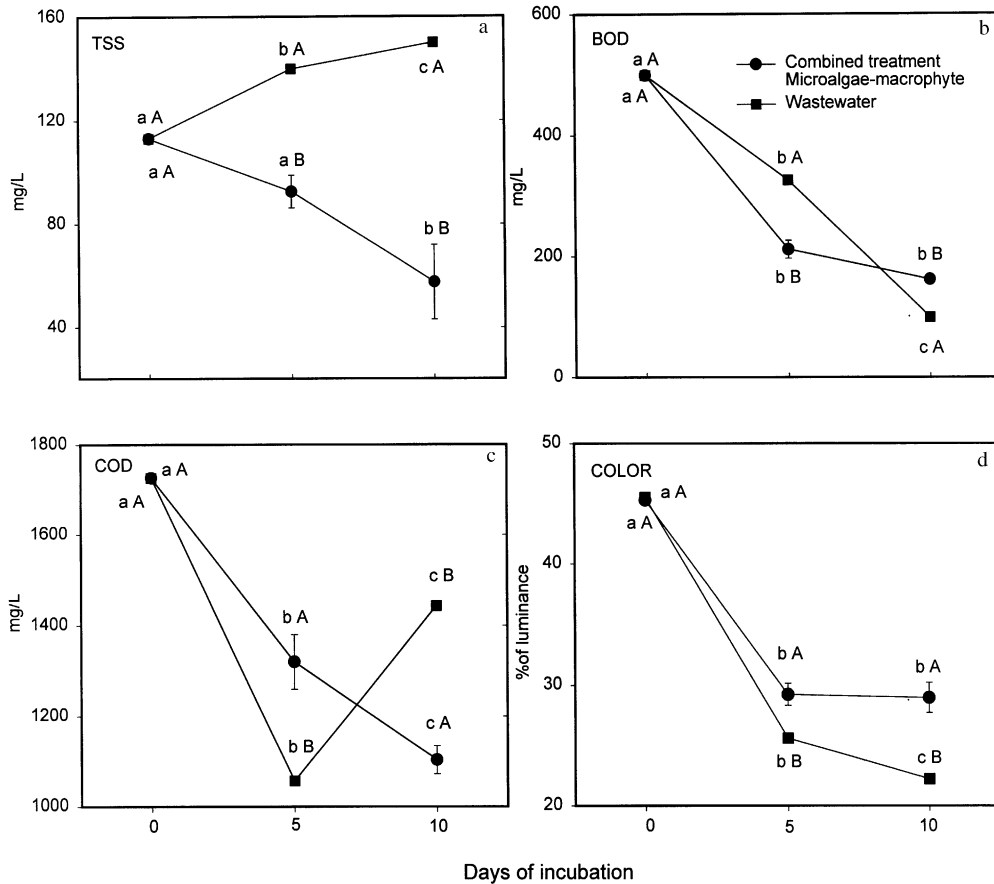 160
TSS
a
b A
c A
120
a A
a A
a B
mg/L
80
b B
40
600
BOD
b
a A
a A
Combined treatment
Microalgae-macrophyte
Wastewater
400
b A
mg/L
200
b B
b B
c A
0
1800
COD
c
a A
a A
1600
mg/L
c B
1400
b A
1200
b B
c A
1000
0
5
10
50
COLOR
d
a A
a A
40
%of luminance
b A
b A
30
b B
c B
20
0
5
10
Days of incubation